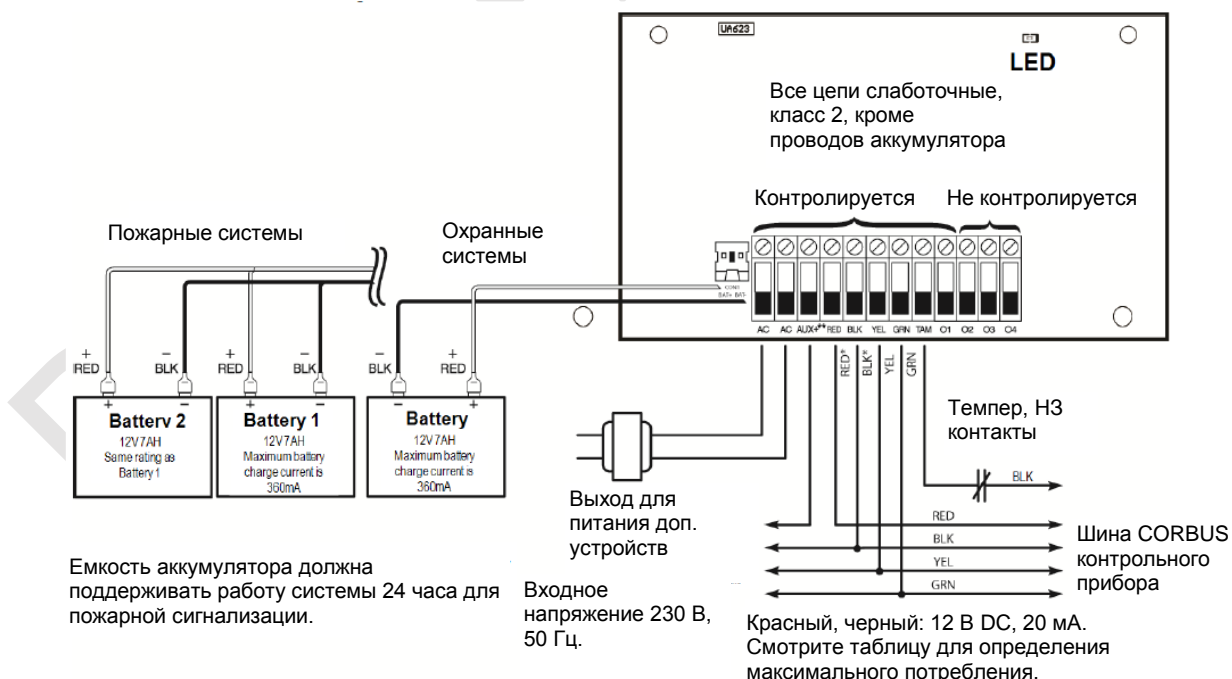 UA623
LED
Все цепи слаботочные,
класс 2, кроме
проводов аккумулятора
Контролируется
Не контролируется
Пожарные системы
Охранные
системы
BAT+ BAT-
AC AC AUX+** RED BLK YEL GRN TAM O1 O2 O3 O4
RED* BLK* YEL GRN
+ − + − − +
RED BLK RED BLK BLK RED
+ − + − − +
Battery 2
12V7AH
Same rating as
Battery 1
Battery 1
12V7AH
Maximum battery
charge current is
360mA
Battery
12V7AH
Maximum battery
charge current is
360mA
Темпер, НЗ
контакты
BLK
Выход для
питания доп.
устройств
RED
BLK
YEL
GRN
Шина CORBUS
контрольного
прибора
Емкость аккумулятора должна
поддерживать работу системы 24 часа для
пожарной сигнализации.
Входное
напряжение 230 В,
50 Гц.
Красный, черный: 12 В DC, 20 мА.
Смотрите таблицу для определения
максимального потребления.